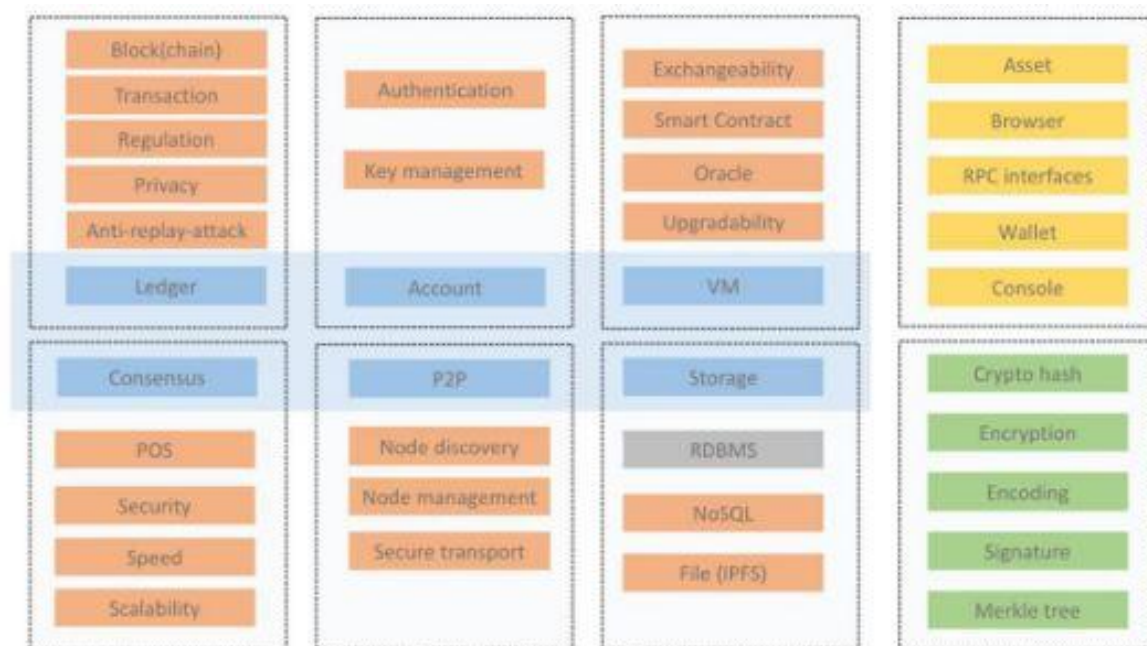 Block(chain)
Transaction
Regulation
Privacy
Anti-replay-attack
Ledger
Authentication
Key management
Account
Exchangeability
Smart Contract
Oracle
Upgradability
VM
Asset
Browser
RPC interfaces
Wallet
Console
Consensus
POS
Security
Speed
Scalability
P2P
Node discovery
Node management
Secure transport
Storage
RDBMS
NoSQL
File (IPFS)
Crypto hash
Encryption
Encoding
Signature
Merkle tree